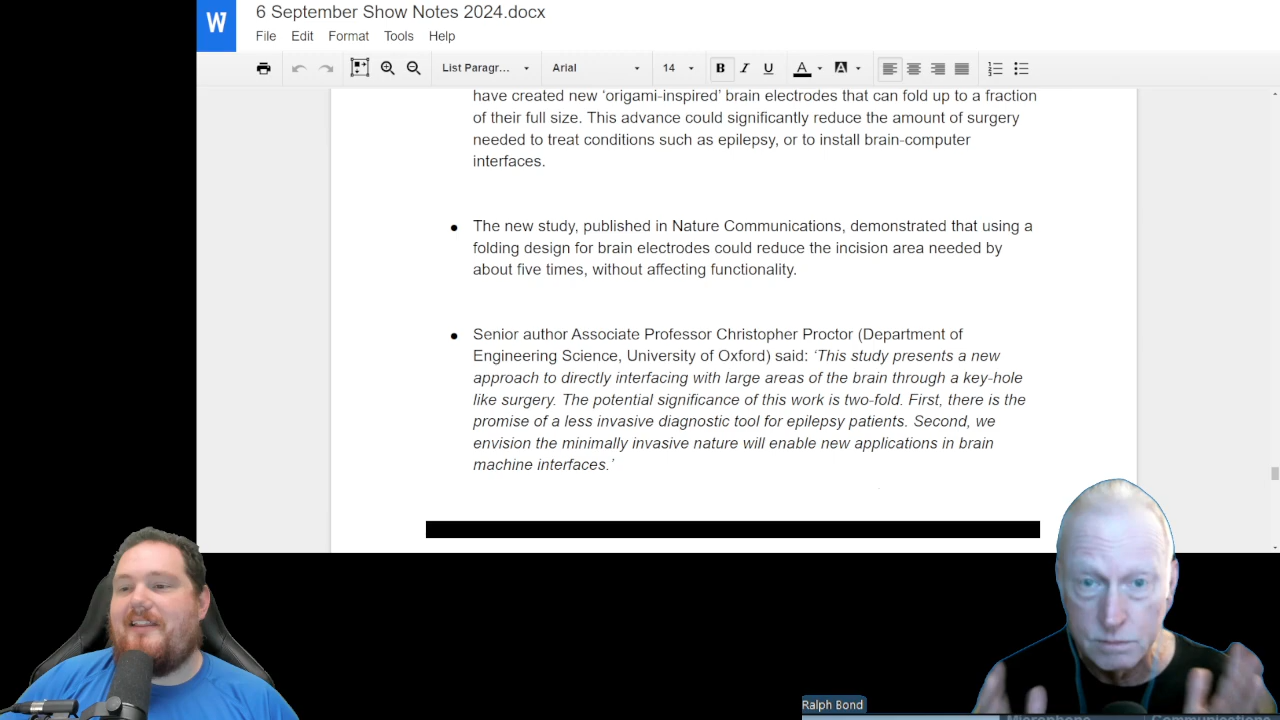 W
6 September Show Notes 2024.docx
File Edit Format Tools Help
List Paragr... Arial 14 B I U A A
have created new ‘origami-inspired’ brain electrodes that can fold up to a fraction
of their full size. This advance could significantly reduce the amount of surgery
needed to treat conditions such as epilepsy, or to install brain-computer
interfaces.
● The new study, published in Nature Communications, demonstrated that using a
folding design for brain electrodes could reduce the incision area needed by
about five times, without affecting functionality.
● Senior author Associate Professor Christopher Proctor (Department of
Engineering Science, University of Oxford) said: ‘This study presents a new
approach to directly interfacing with large areas of the brain through a key-hole
like surgery. The potential significance of this work is two-fold. First, there is the
promise of a less invasive diagnostic tool for epilepsy patients. Second, we
envision the minimally invasive nature will enable new applications in brain
machine interfaces.’
Ralph Bond